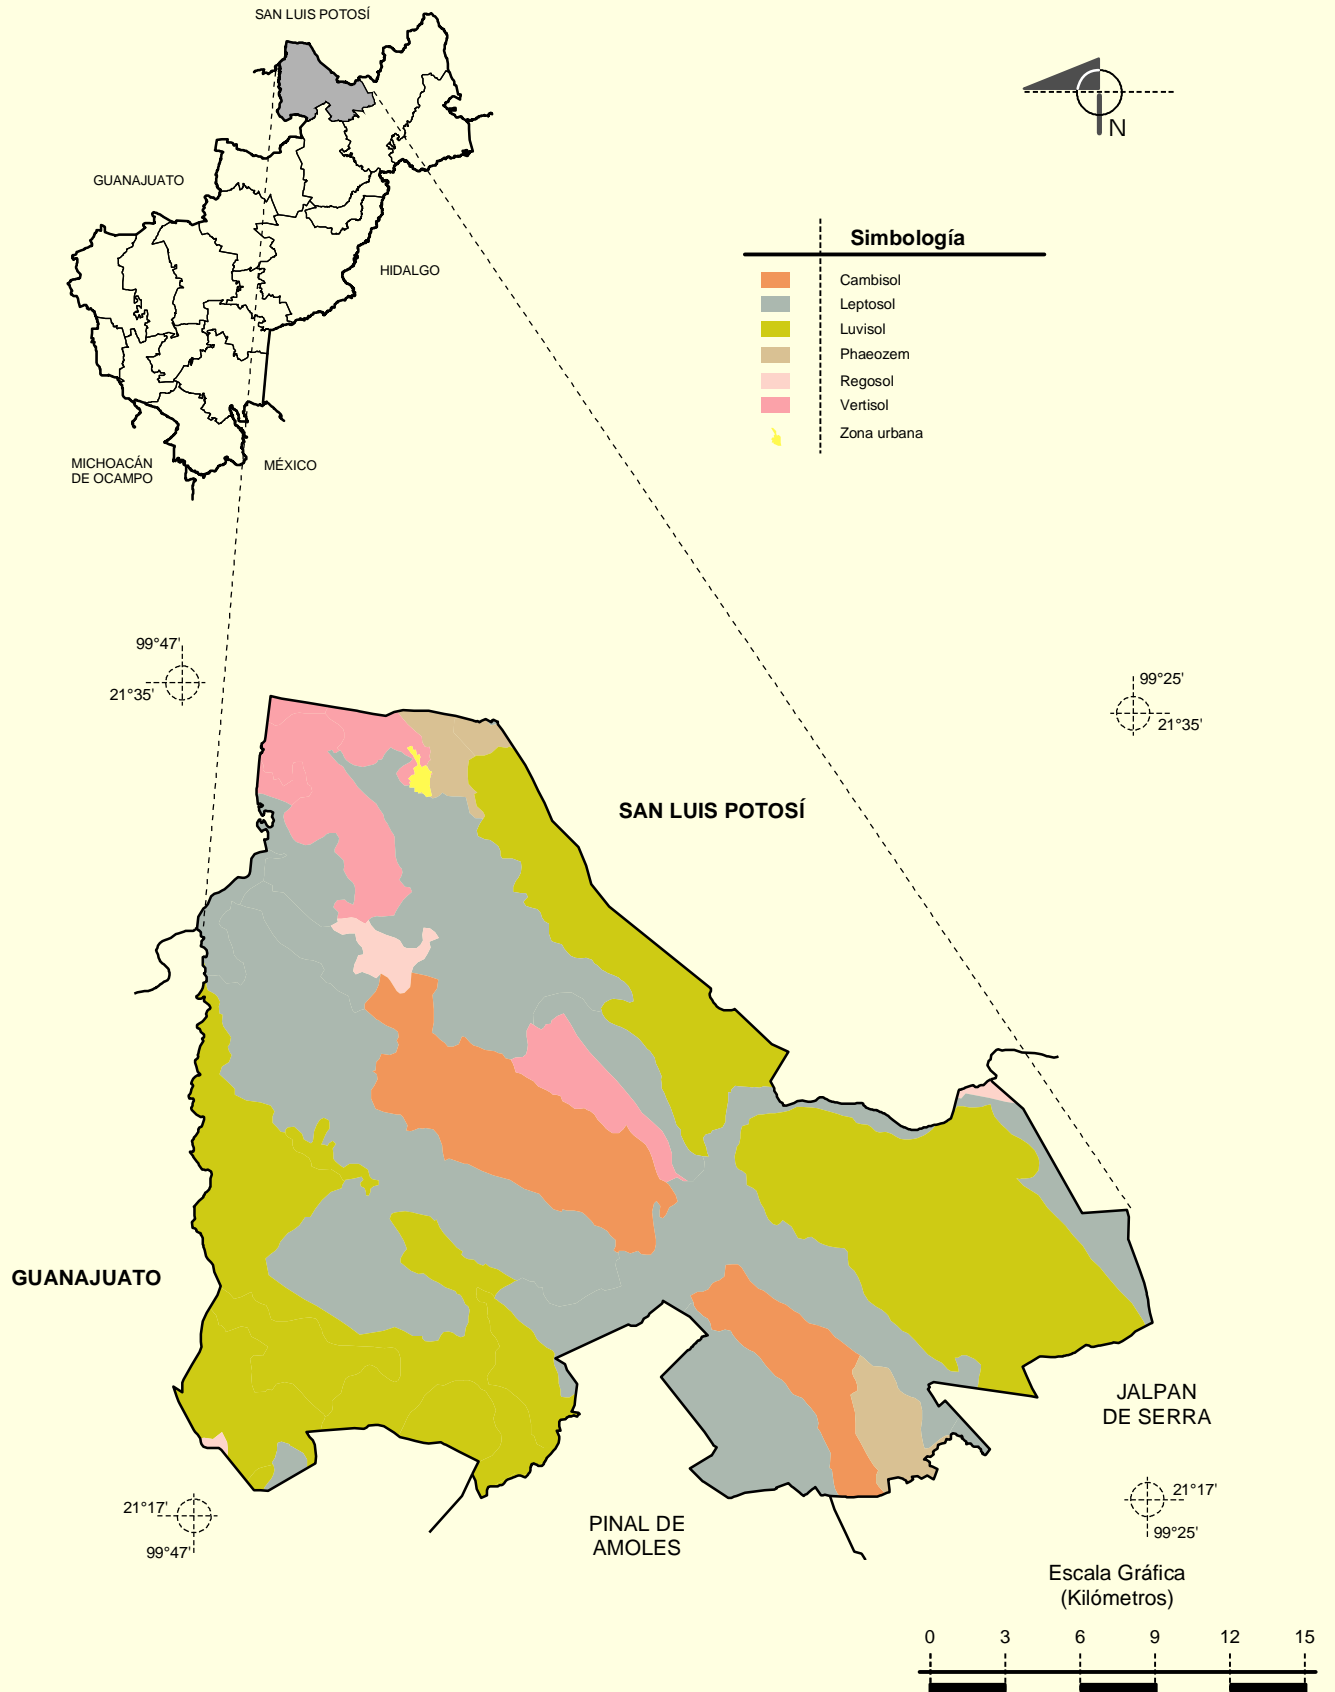 SAN LUIS POTOSÍ
GUANAJUATO
HIDALGO
MICHOACÁN
DE OCAMPO
MÉXICO
N
Simbología
Cambisol
Leptosol
Luvisol
Phaeozem
Regosol
Vertisol
Zona urbana
99°47'
21°35'
99°25'
21°35'
SAN LUIS POTOSÍ
GUANAJUATO
JALPAN
DE SERRA
PINAL DE
AMOLES
21°17'
99°47'
21°17'
99°25'
Escala Gráfica
(Kilómetros)
0 3 6 9 12 15